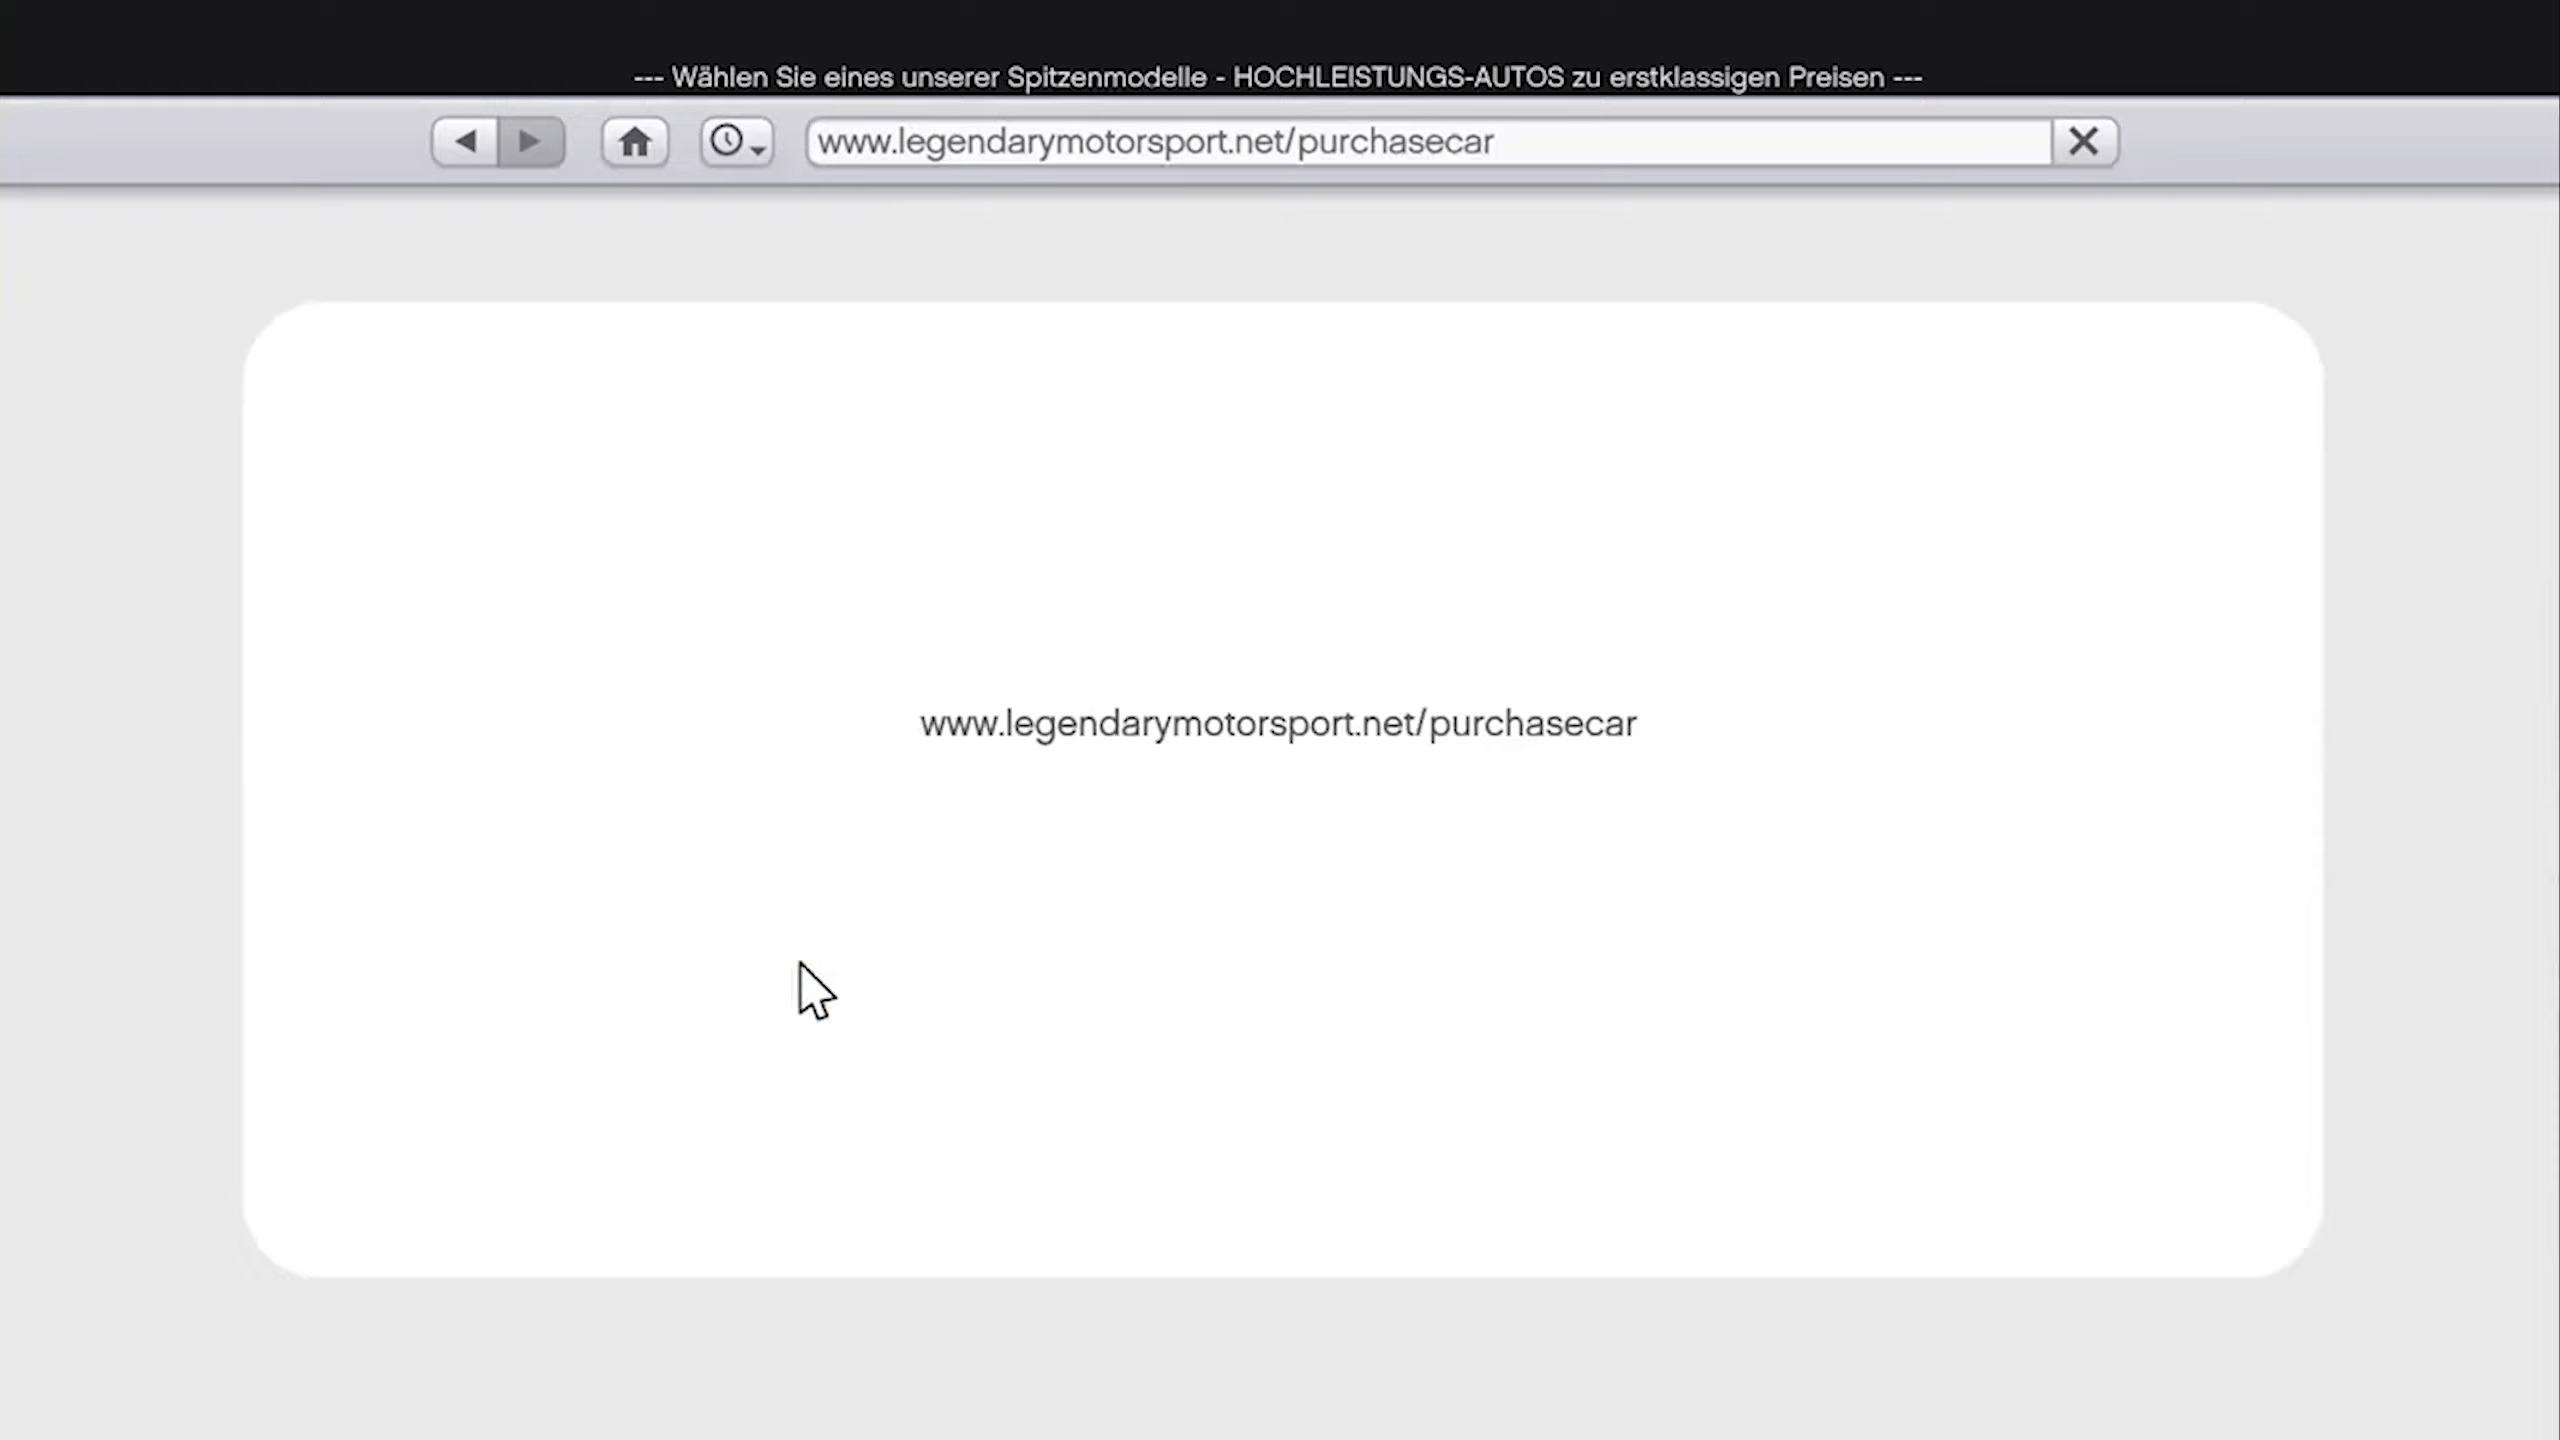 --- Wählen Sie eines unserer Spitzenmodelle - HOCHLEISTUNGS-AUTOS zu erstklassigen Preisen ---
www.legendarymotorsport.net/purchasecar
www.legendarymotorsport.net/purchasecar